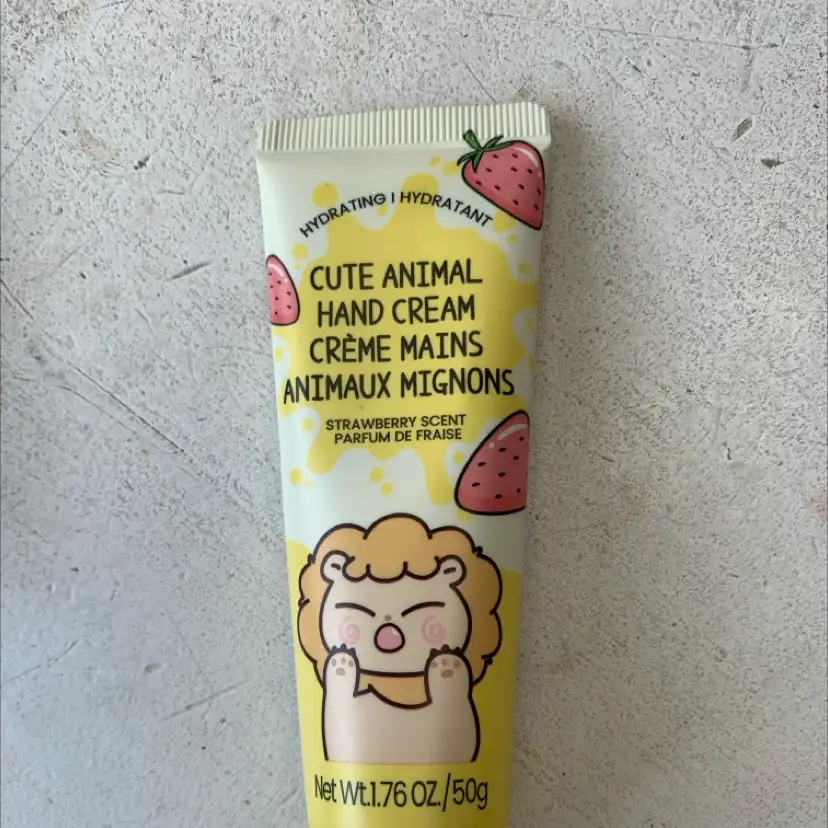 HYDRATING | HYDRATANT
CUTE ANIMAL
HAND CREAM
CRÈME MAINS
ANIMAUX MIGNONS
STRAWBERRY SCENT
PARFUM DE FRAISE
Net Wt.1.76 OZ./50g